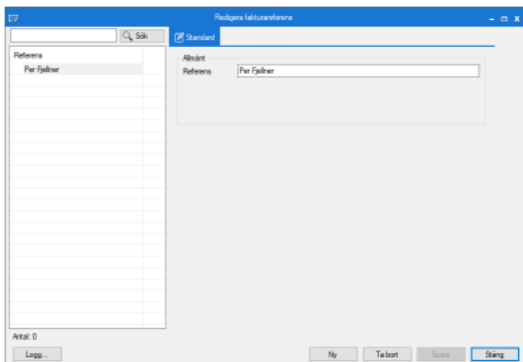 Redigera fakturareferens
Sök
Standard
Referens
Per Fjellner
Allmänt
Referens
Per Fjellner
Antal: 0
Logg...
Ny
Ta bort
Spara
Stäng